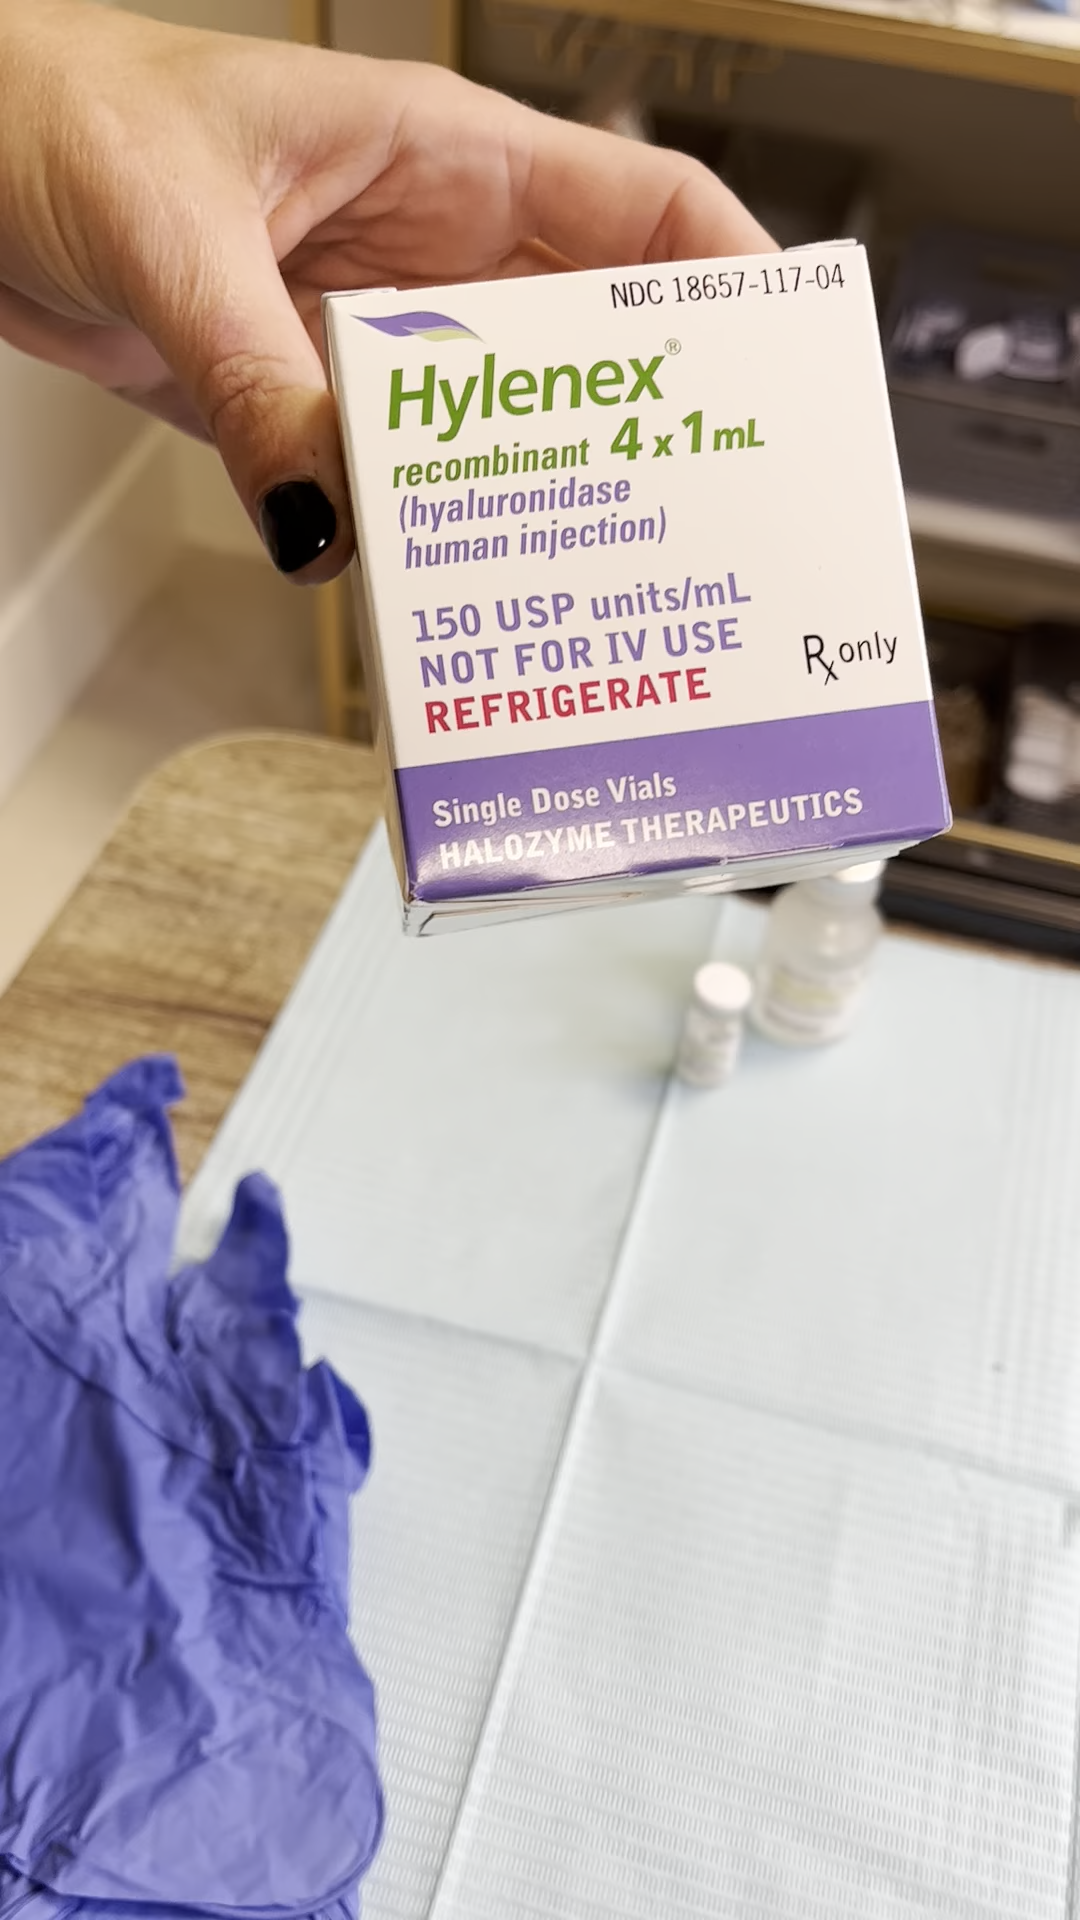 NDC 18657-117-04
Hylenex®
recombinant 4 x 1 mL
(hyaluronidase
human injection)
150 USP units/mL
NOT FOR IV USE
REFRIGERATE
Rx only
Single Dose Vials
HALOZYME THERAPEUTICS